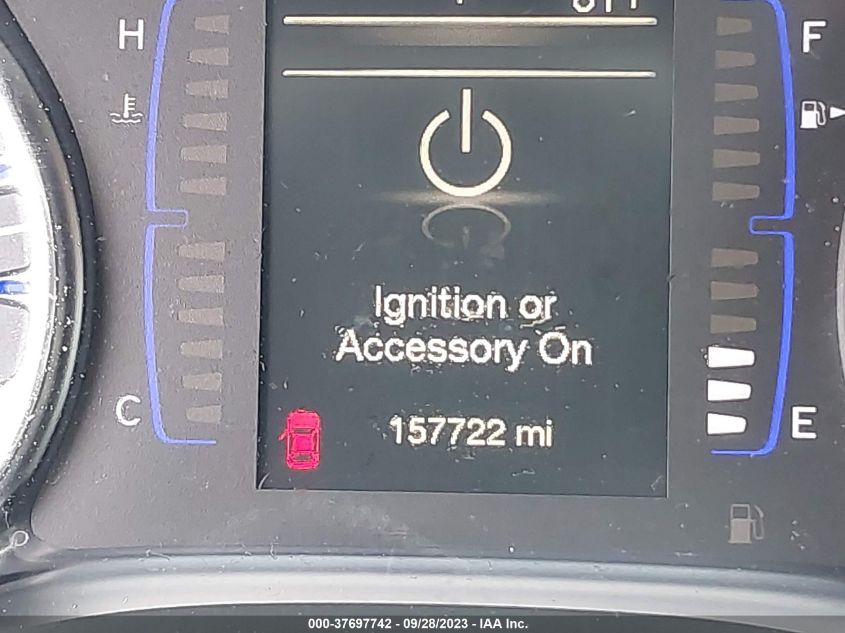 H
F
Ignition or
Accessory On
C
E
157722 mi
000-37697742 - 09/28/2023 - IAA Inc.